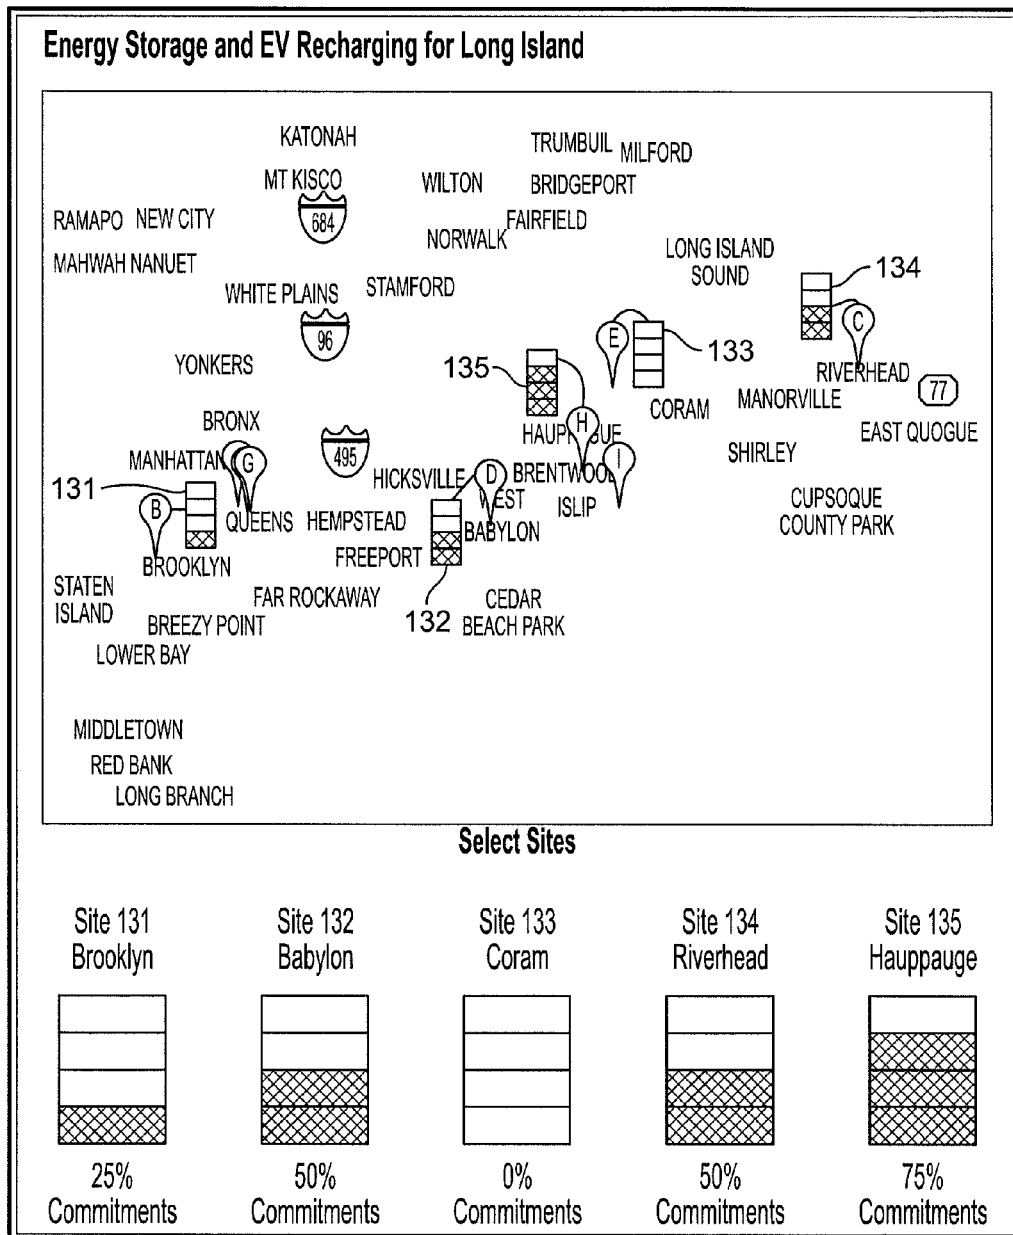 Energy Storage and EV Recharging for Long Island
KATONAH
TRUMBUIL
MILFORD
MT KISCO
WILTON
BRIDGEPORT
RAMAPO
NEW CITY
684
FAIRFIELD
NORWALK
MAHWAH NANUET
LONG ISLAND
SOUND
134
WHITE PLAINS
STAMFORD
96
E
133
C
YONKERS
135
RIVERHEAD
77
MANORVILLE
CORAM
BRONX
H
HAUPPAUGE
EAST QUOGUE
MANHATTAN
G
495
SHIRLEY
131
HICKSVILLE
D
BRENTWOOD
I
B
WEST
ISLIP
CUPSOQUE
COUNTY PARK
QUEENS
HEMPSTEAD
BABYLON
FREEPORT
BROOKLYN
STATEN
ISLAND
FAR ROCKAWAY
132
CEDAR
BEACH PARK
BREEZY POINT
LOWER BAY
MIDDLETOWN
RED BANK
LONG BRANCH
Select Sites
Site 131
Brooklyn
Site 132
Babylon
Site 133
Coram
Site 134
Riverhead
Site 135
Hauppauge
25%
Commitments
50%
Commitments
0%
Commitments
50%
Commitments
75%
Commitments